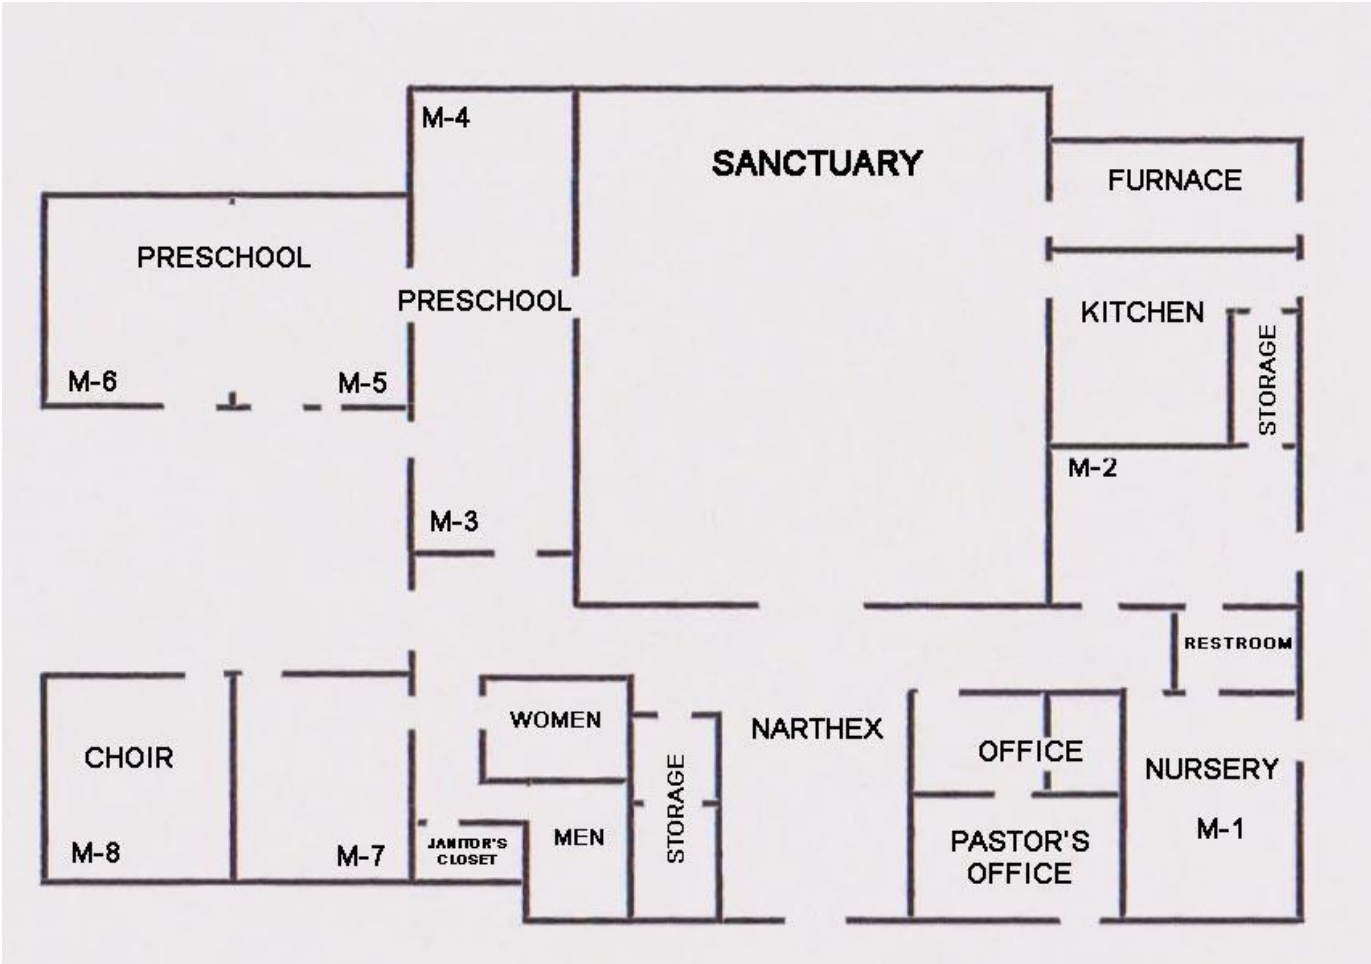 M-4
SANCTUARY
FURNACE
PRESCHOOL
PRESCHOOL
KITCHEN
STORAGE
M-6
M-5
M-2
M-3
RESTROOM
WOMEN
NARTHEX
CHOIR
OFFICE
NURSERY
STORAGE
M-1
MEN
JANITOR'S
CLOSET
PASTOR'S
OFFICE
M-8
M-7